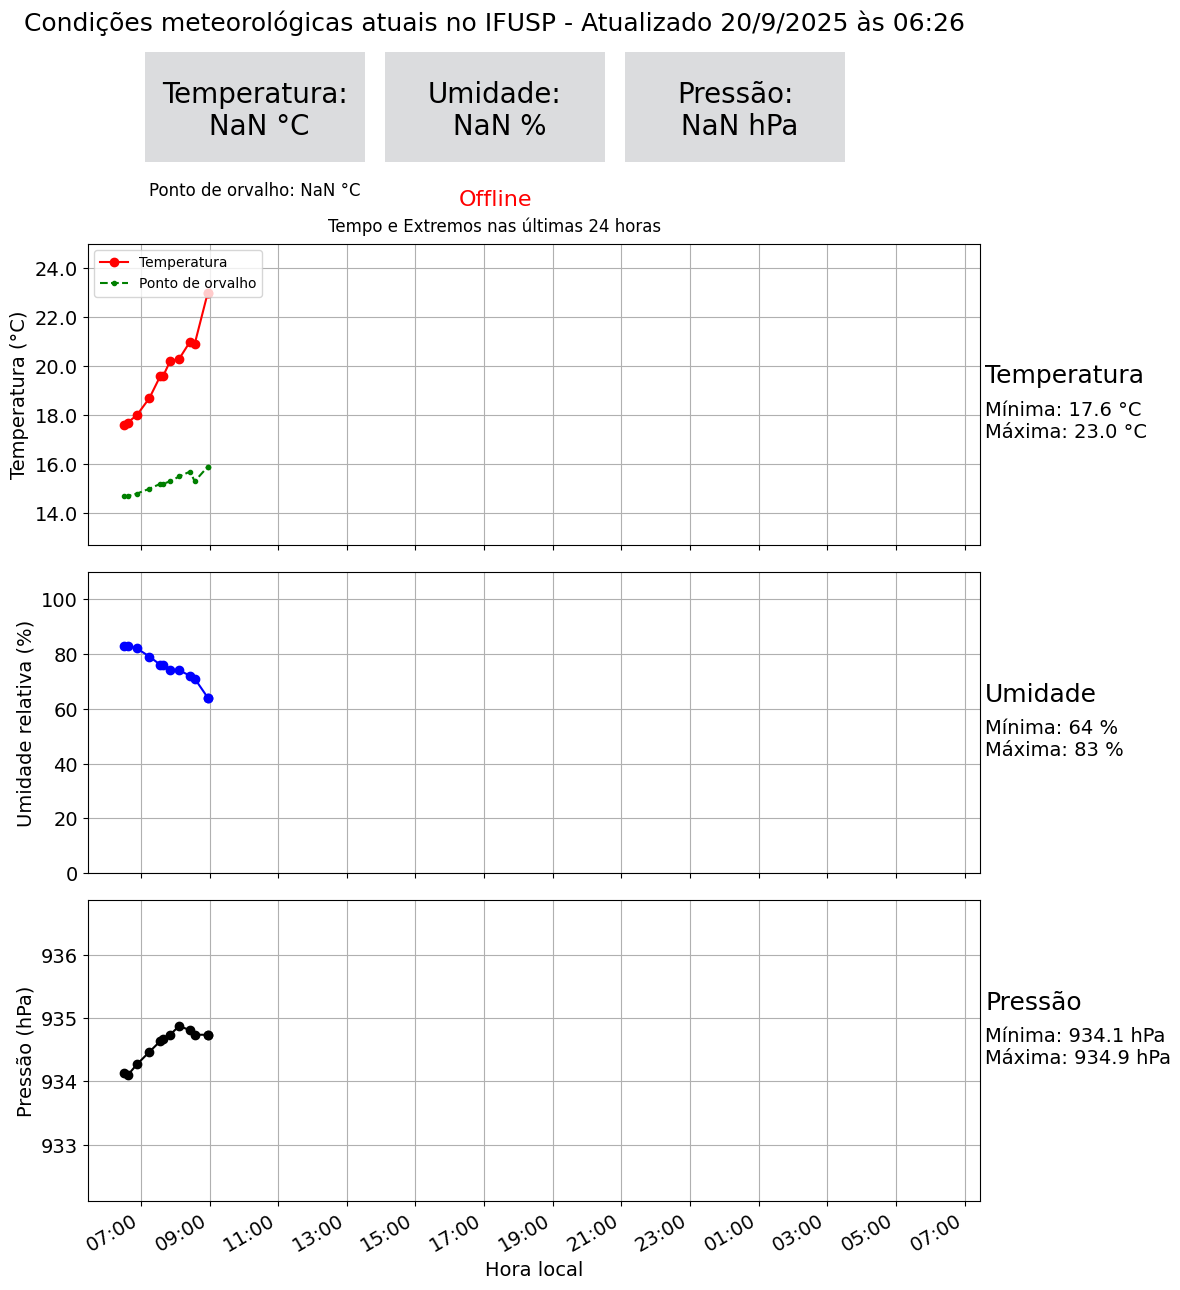 Condições meteorológicas atuais no IFUSP - Atualizado 20/9/2025 às 06:26
Temperatura:
NaN °C
Umidade:
NaN %
Pressão:
NaN hPa
Ponto de orvalho: NaN °C
Offline
Tempo e Extremos nas últimas 24 horas
Temperatura
Ponto de orvalho
Temperatura (°C)
24.0
22.0
20.0
18.0
16.0
14.0
Temperatura
Mínima: 17.6 °C
Máxima: 23.0 °C
Umidade relativa (%)
100
80
60
40
20
0
Umidade
Mínima: 64 %
Máxima: 83 %
Pressão (hPa)
936
935
934
933
Pressão
Mínima: 934.1 hPa
Máxima: 934.9 hPa
07:00 09:00 11:00 13:00 15:00 17:00 19:00 21:00 23:00 01:00 03:00 05:00 07:00
Hora local